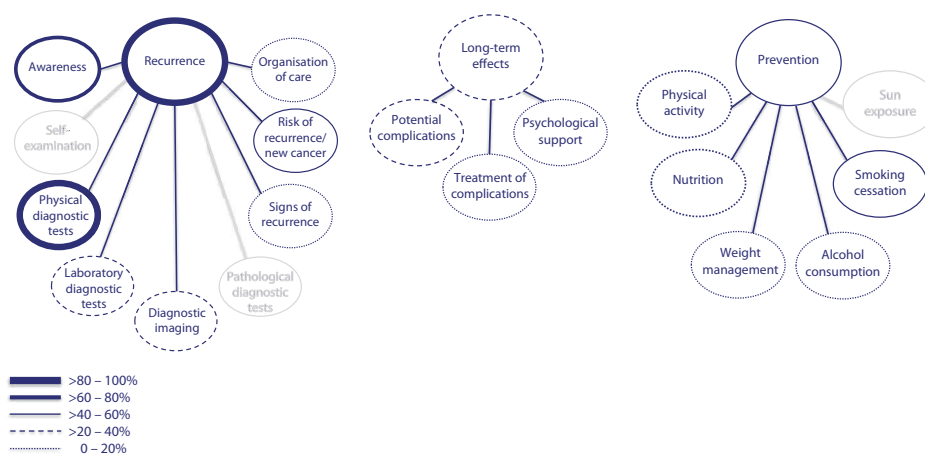 Recurrence
Awareness
Organisation
of care
Self-
examination
Risk of
recurrence/
new cancer
Physical
diagnostic
tests
Signs of
recurrence
Laboratory
diagnostic
tests
Pathological
diagnostic
tests
Diagnostic
imaging
Long-term
effects
Potential
complications
Psychological
support
Treatment of
complications
Prevention
Physical
activity
Sun
exposure
Nutrition
Smoking
cessation
Weight
management
Alcohol
consumption
>80 – 100%
>60 – 80%
>40 – 60%
>20 – 40%
0 – 20%